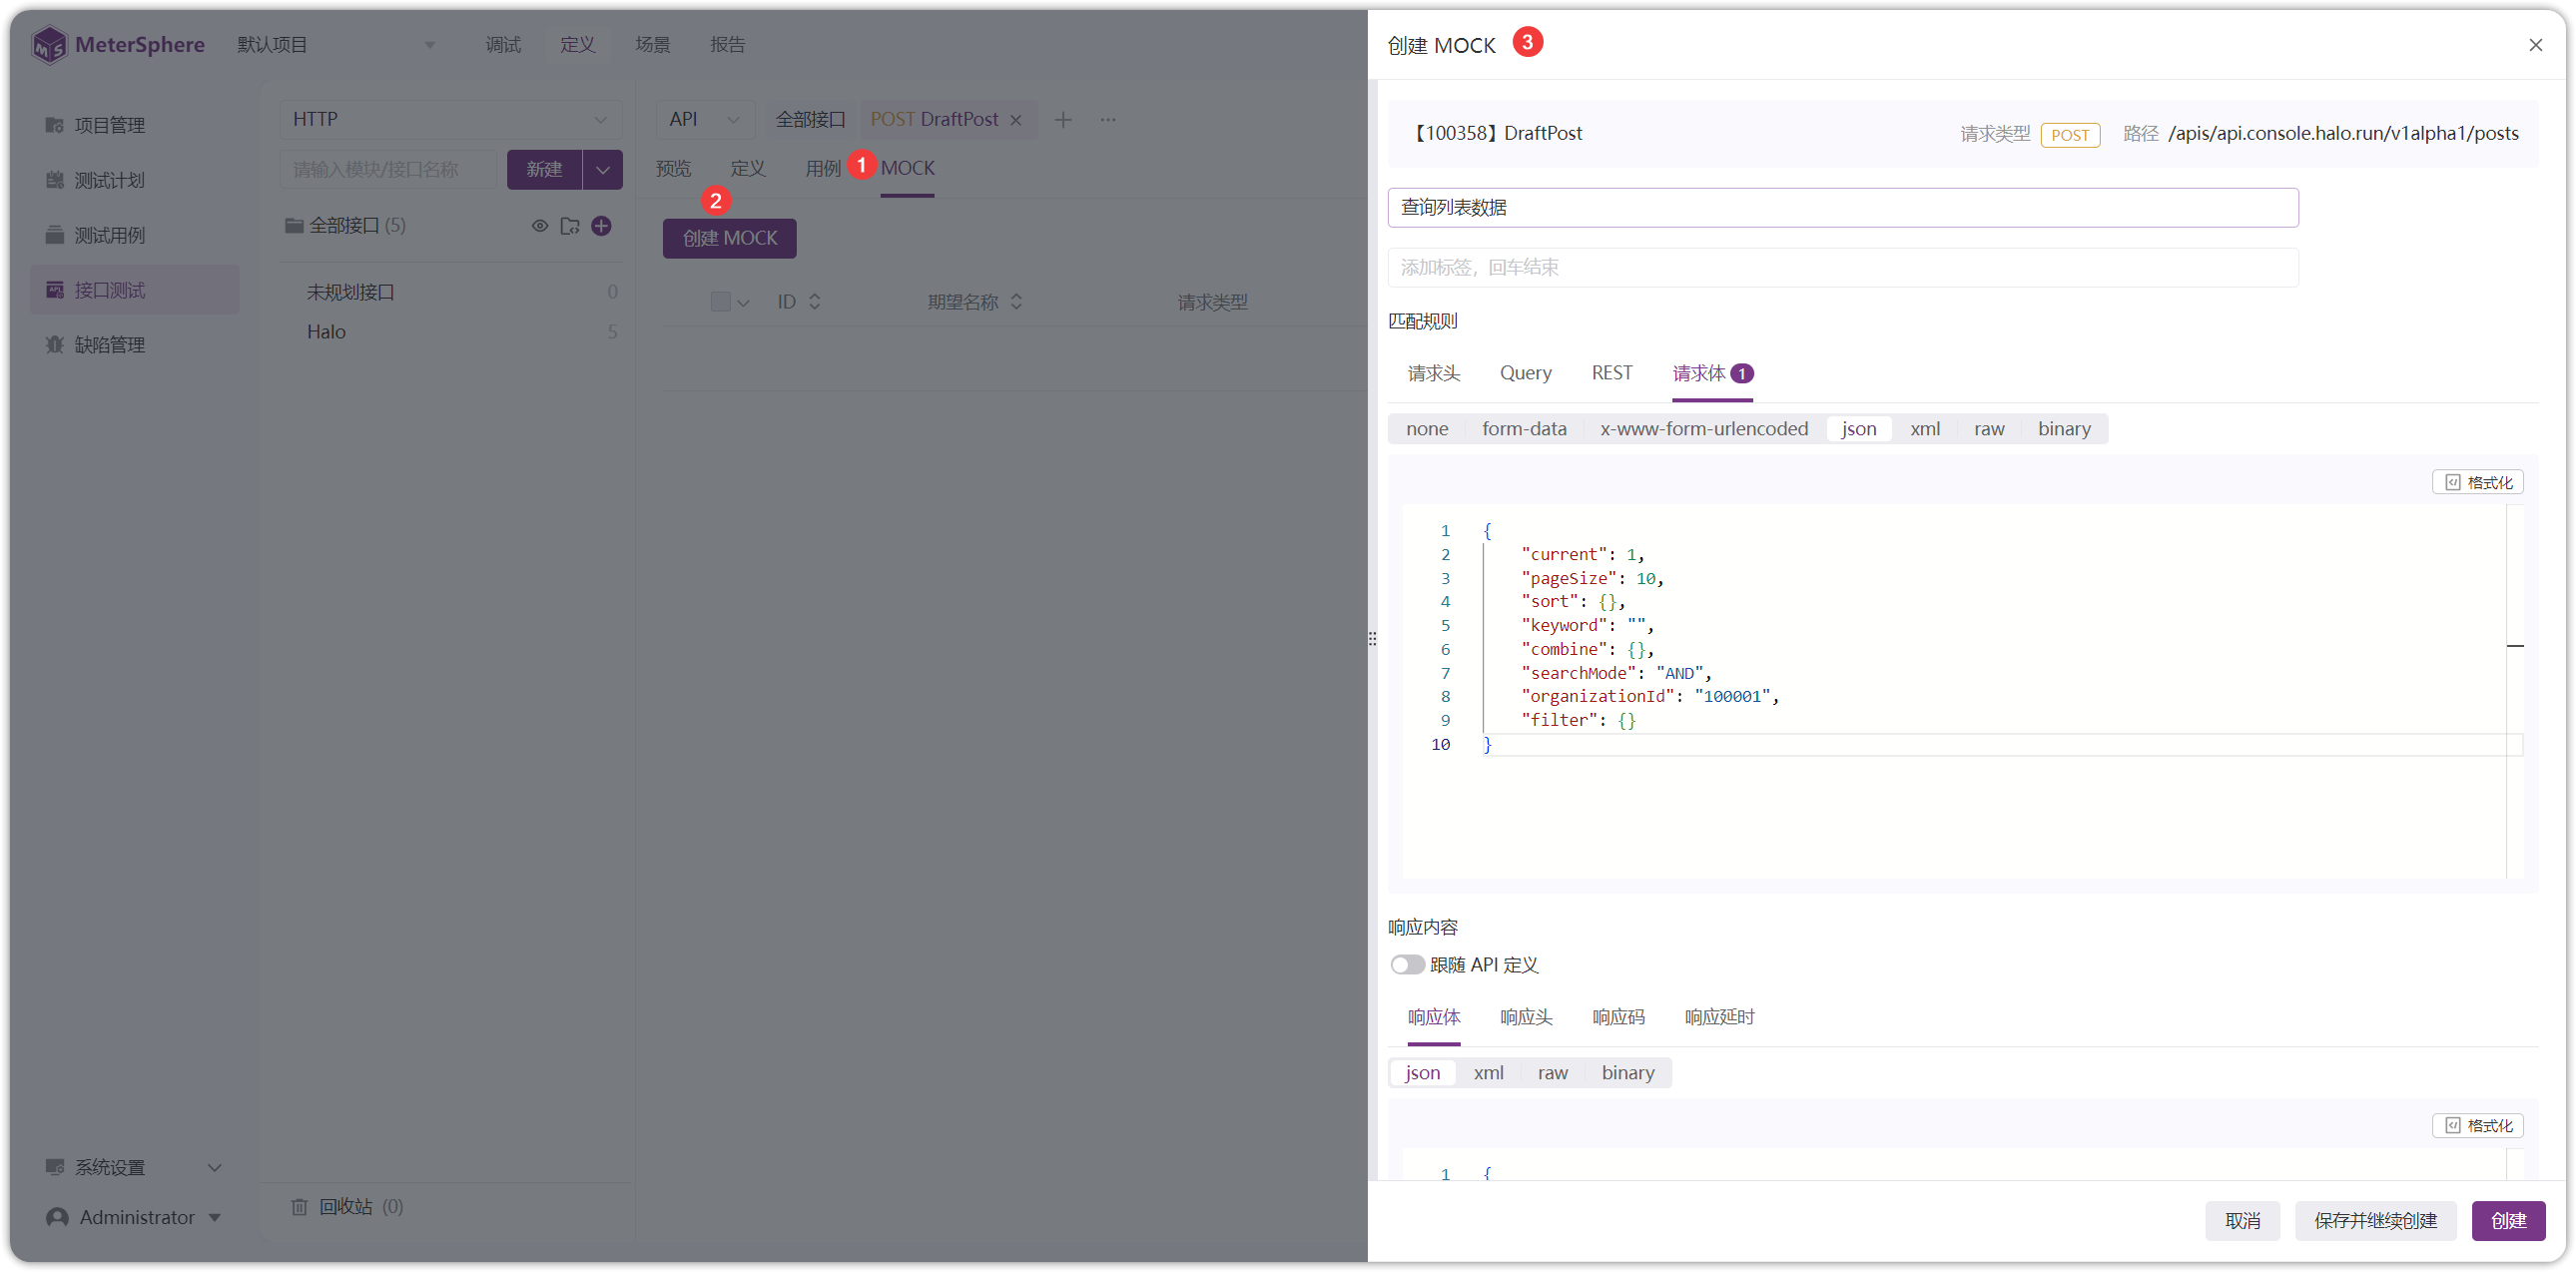 MeterSphere
默认项目
调试
定义
场景
报告
项目管理
测试计划
测试用例
接口测试
缺陷管理
系统设置
Administrator
HTTP
请输入模块/接口名称
新建
全部接口 (5)
未规划接口 0
Halo 5
回收站 (0)
API
全部接口
POST DraftPost
预览
定义
用例
1
MOCK
2
创建 MOCK
ID
期望名称
请求类型
创建 MOCK 3
【100358】DraftPost
请求类型 POST 路径 /apis/api.console.halo.run/v1alpha1/posts
查询列表数据
添加标签，回车结束
匹配规则
请求头 Query REST 请求体 1
none form-data x-www-form-urlencoded json xml raw binary
格式化
1 {
2 "current": 1,
3 "pageSize": 10,
4 "sort": {},
5 "keyword": "",
6 "combine": {},
7 "searchMode": "AND",
8 "organizationId": "100001",
9 "filter": {}
10 }
响应内容
跟随 API 定义
响应体 响应头 响应码 响应延时
json xml raw binary
格式化
1 {
取消 保存并继续创建 创建